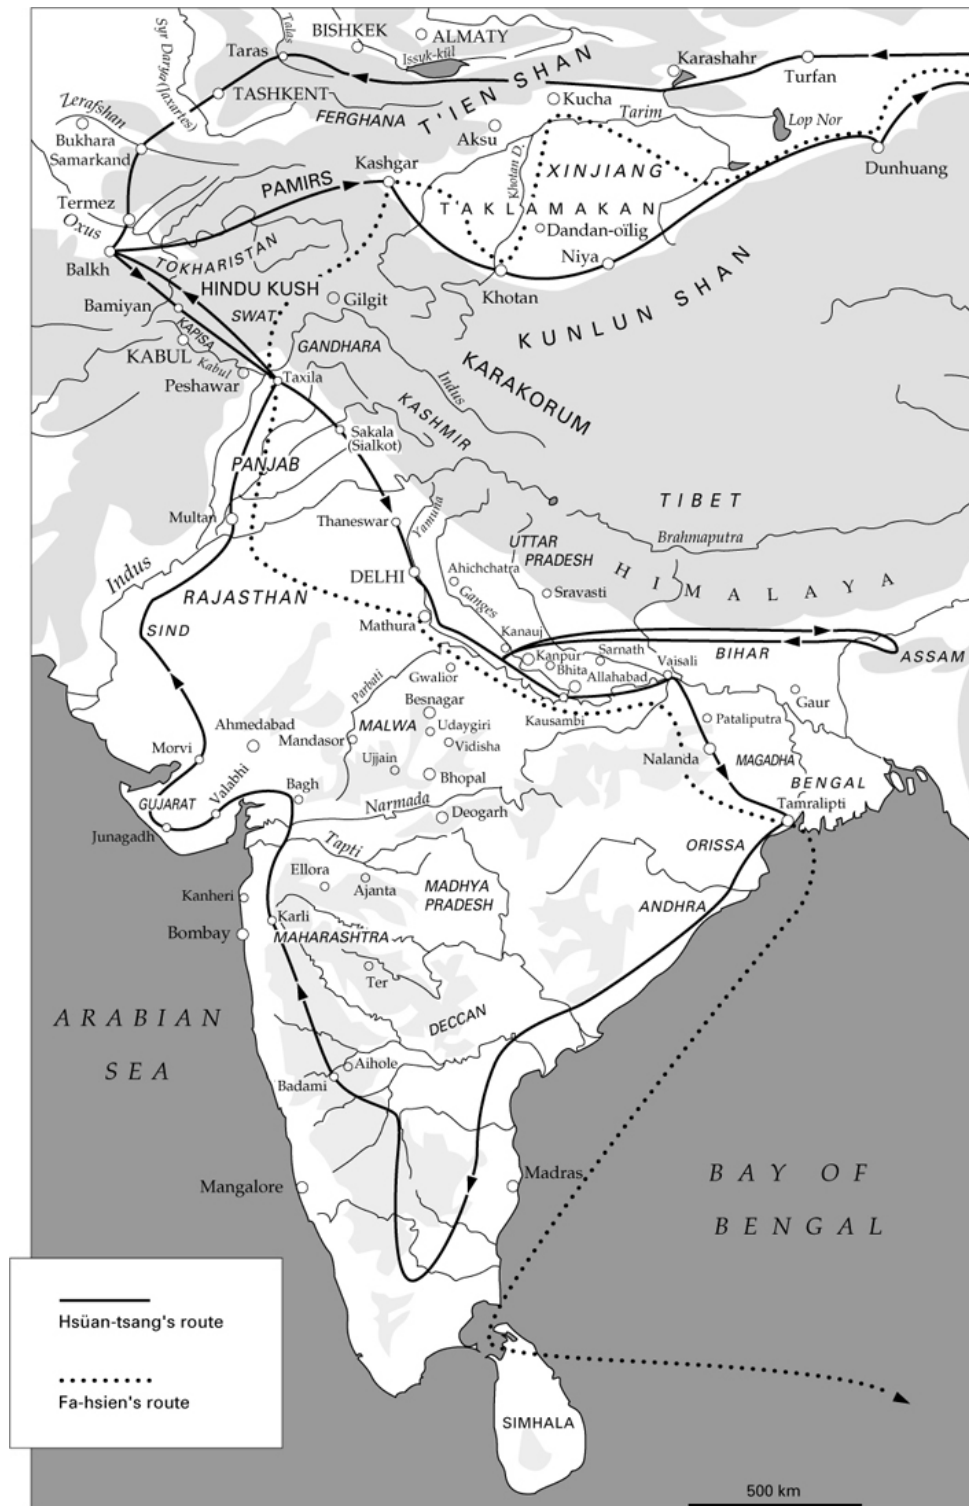 Talas
BISHKEK
ALMATY
Syr Darya (Jaxartes)
Taras
Issyk-kül
Karashahr
Turfan
T'IEN SHAN
TASHKENT
Kucha
Zerafshan
FERGHANA
Tarim
Lop Nor
Bukhara
Aksu
Samarkand
Khotan D.
Kashgar
XINJIANG
Dunhuang
PAMIRS
TAKLAMAKAN
Termez
Oxus
Dandan-oïlig
TOKHARISTAN
Niya
Balkh
Khotan
HINDU KUSH
KUNLUN SHAN
Bamiyan
SWAT
Gilgit
KAPISA
KABUL
GANDHARA
Kabul
Indus
KARAKORUM
Peshawar
Taxila
KASHMIR
Sakala
(Sialkot)
PANJAB
TIBET
Multan
Thaneswar
Yamuna
Brahmaputra
UTTAR
PRADESH
Indus
DELHI
Ahichchatra
HIMALAYA
Ganges
Sravasti
RAJASTHAN
Mathura
SIND
Kanauj
Kanpur
Sarnath
BIHAR
ASSAM
Bhita
Vaisali
Gwalior
Allahabad
Parbati
Gaur
Besnagar
Kausambi
Pataliputra
Ahmedabad
MALWA
Udaygiri
Mandasor
Vidisha
Morvi
Nalanda
MAGADHA
Ujjain
Bhopal
BENGAL
Valabhi
Bagh
GUJARAT
Narmada
Deogarh
Tamralipti
Junagadh
Tapti
ORISSA
Ellora
Ajanta
MADHYA
PRADESH
Kanheri
ANDHRA
Karli
Bombay
MAHARASHTRA
Ter
ARABIAN
SEA
DECCAN
Aihole
Badami
Mangalore
Madras
BAY OF
BENGAL
Hsüan-tsang's route
Fa-hsien's route
SIMHALA
500 km